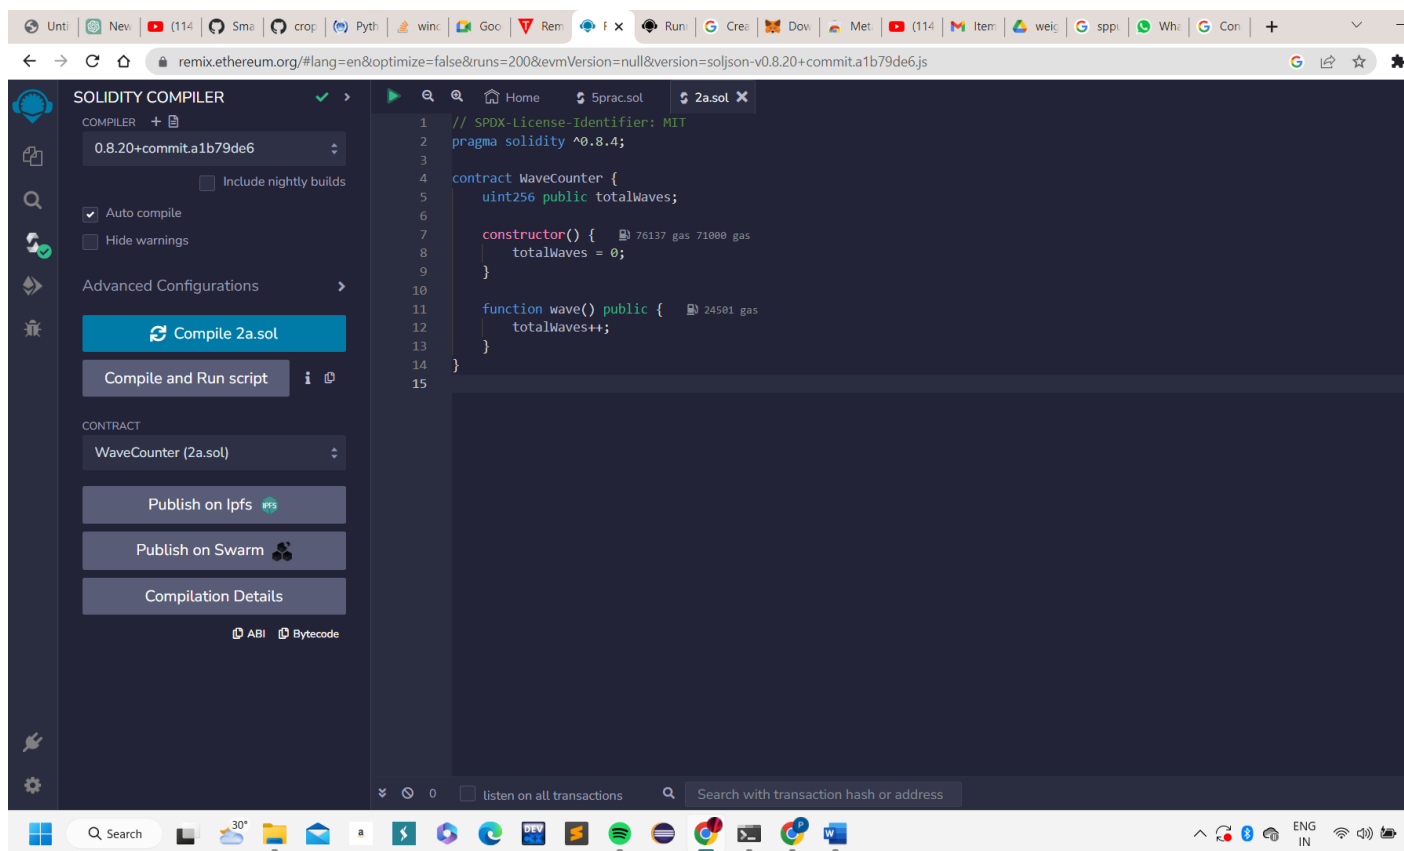 Unti New (114 Sma crop Pyth winc Goo Rem F Run Crea Dow Met (114 Item weig sppu Wha Con
remix.ethereum.org/#lang=en&optimize=false&runs=200&evmVersion=null&version=soljson-v0.8.20+commit.a1b79de6.js
SOLIDITY COMPILER
COMPILER
0.8.20+commit.a1b79de6
Include nightly builds
Auto compile
Hide warnings
Advanced Configurations
Compile 2a.sol
Compile and Run script
CONTRACT
WaveCounter (2a.sol)
Publish on Ipfs IPFS
Publish on Swarm
Compilation Details
ABI Bytecode
Home 5prac.sol 2a.sol
1 // SPDX-License-Identifier: MIT
2 pragma solidity ^0.8.4;
3
4 contract WaveCounter {
5 uint256 public totalWaves;
6
7 constructor() { 76137 gas 71000 gas
8 totalWaves = 0;
9 }
10
11 function wave() public { 24501 gas
12 totalWaves++;
13 }
14 }
15
0 listen on all transactions Search with transaction hash or address
Search 30° a DEV P ENG
IN